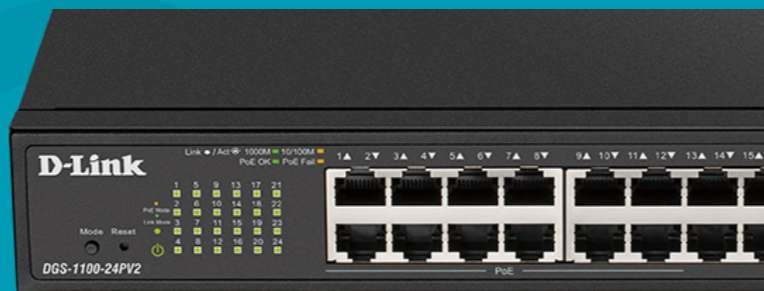 Link ● / Act 1000M 10/100M
PoE OK PoE Fail
1▲ 2▼ 3▲ 4▼ 5▲ 6▼ 7▲ 8▼ 9▲ 10▼ 11▲ 12▼ 13▲ 14▼ 15▲
D-Link
1 5 9 13 17 21
2 6 10 14 18 22
PoE Mode
Link Mode
3 7 11 15 19 23
4 8 12 16 20 24
Mode Reset
PoE
DGS-1100-24PV2